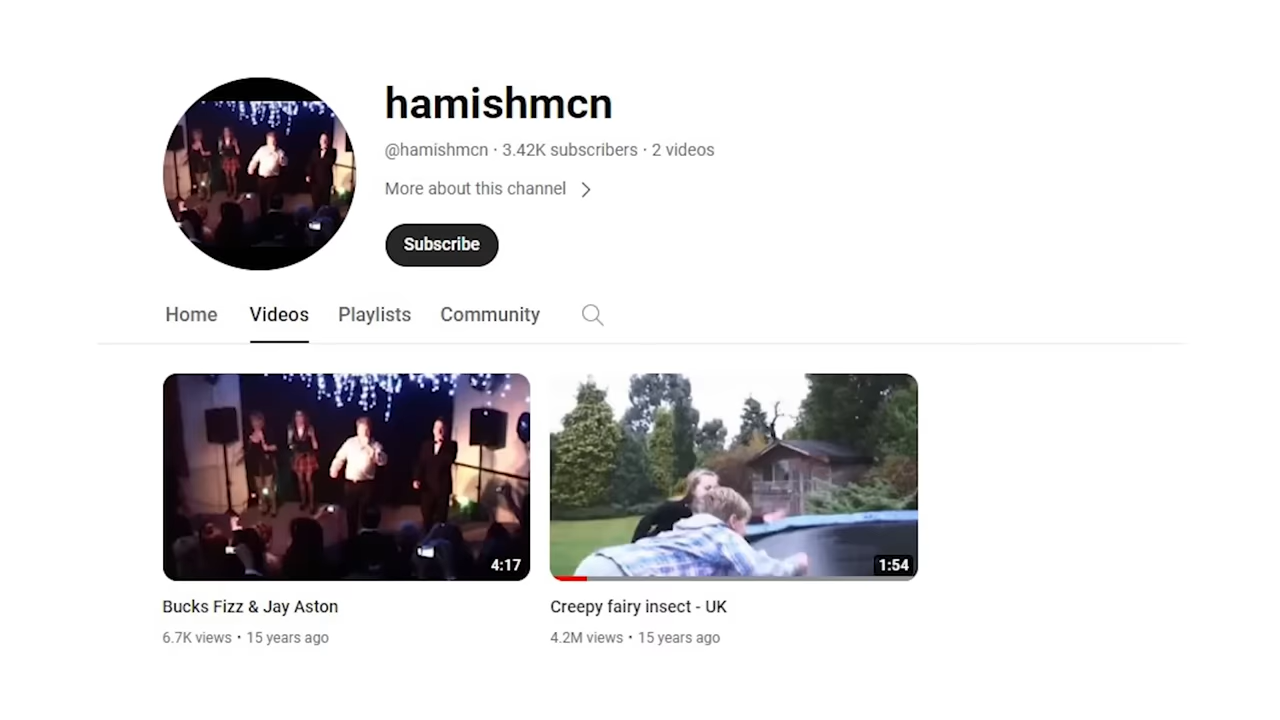 hamishmcn
@hamishmcn · 3.42K subscribers · 2 videos
More about this channel
Subscribe
Home Videos Playlists Community
4:17
1:54
Bucks Fizz & Jay Aston
6.7K views • 15 years ago
Creepy fairy insect - UK
4.2M views • 15 years ago